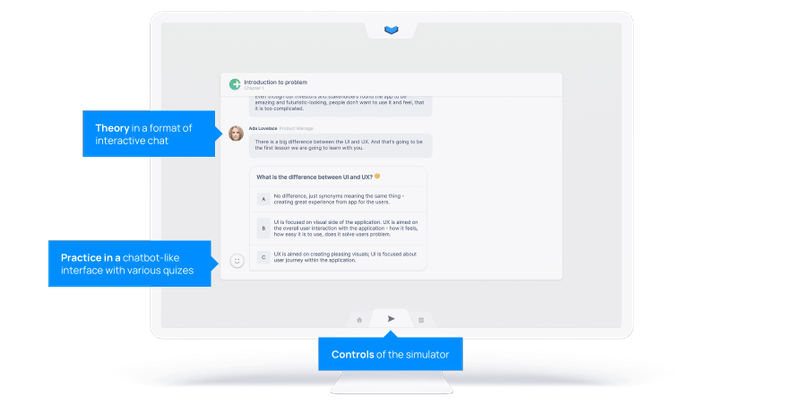 Introduction to problem
Chapter 1
Even though our investors and stakeholders found the app to be
amazing and futuristic-looking, people don't want to use it and feel, that
it is too complicated.
Theory in a format of
interactive chat
Ada Lovelace Product Manage
There is a big difference between the UI and UX. And that's going to be
the first lesson we are going to learn with you.
What is the difference between UI and UX?
A
No difference, just synonyms meaning the same thing -
creating great experience from app for the users.
B
UI is focused on visual side of the application. UX is aimed on
the overall user interaction with the application - how it feels,
how easy it is to use, does it solve users problem.
C
UX is aimed on creating pleasing visuals; UI is focused about
user journey within the application.
Practice in a chatbot-like
interface with various quizes
Controls of the simulator